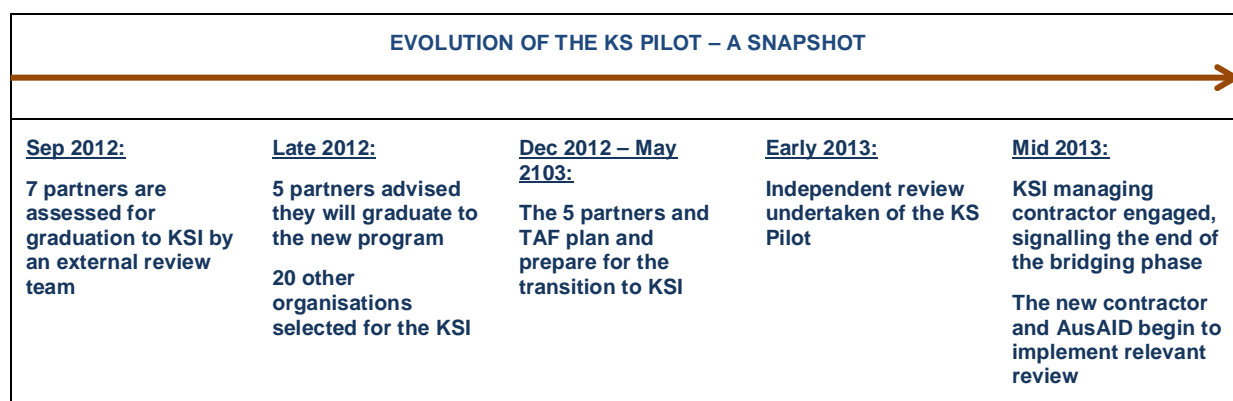 EVOLUTION OF THE KS PILOT – A SNAPSHOT
Sep 2012:
7 partners are
assessed for
graduation to KSI by
an external review
team
Late 2012:
5 partners advised
they will graduate to
the new program
20 other
organisations
selected for the KSI
Dec 2012 – May
2103:
The 5 partners and
TAF plan and
prepare for the
transition to KSI
Early 2013:
Independent review
undertaken of the KS
Pilot
Mid 2013:
KSI managing
contractor engaged,
signalling the end of
the bridging phase
The new contractor
and AusAID begin to
implement relevant
review